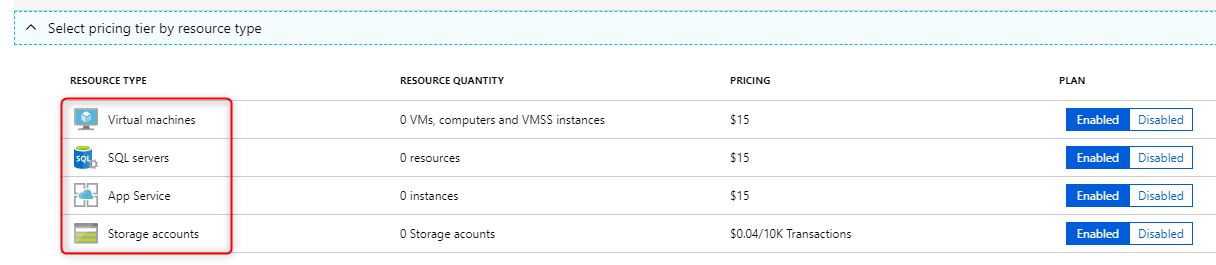 Select pricing tier by resource type
RESOURCE TYPE RESOURCE QUANTITY PRICING PLAN
Virtual machines 0 VMs, computers and VMSS instances $15 Enabled Disabled
SQL SQL servers 0 resources $15 Enabled Disabled
App Service 0 instances $15 Enabled Disabled
Storage accounts 0 Storage acounts $0.04/10K Transactions Enabled Disabled